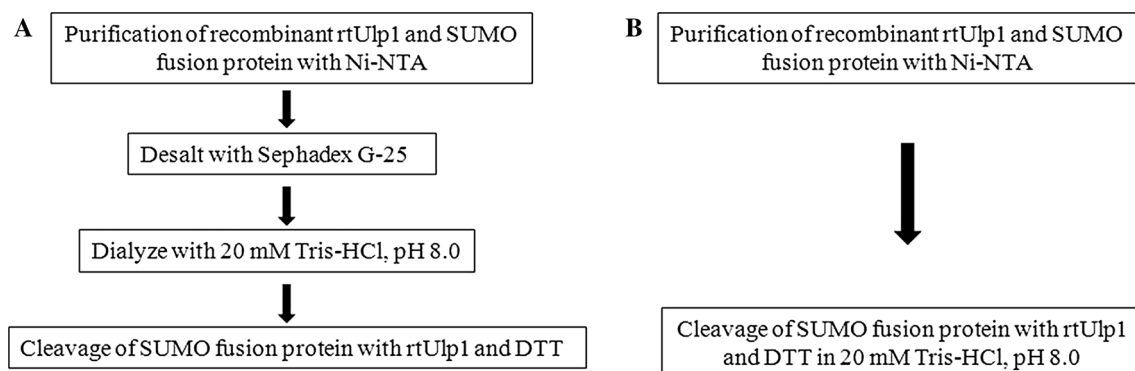 A
Purification of recombinant rtUlp1 and SUMO
fusion protein with Ni-NTA
Desalt with Sephadex G-25
Dialyze with 20 mM Tris-HCl, pH 8.0
Cleavage of SUMO fusion protein with rtUlp1 and DTT
B
Purification of recombinant rtUlp1 and SUMO
fusion protein with Ni-NTA
Cleavage of SUMO fusion protein with rtUlp1
and DTT in 20 mM Tris-HCl, pH 8.0